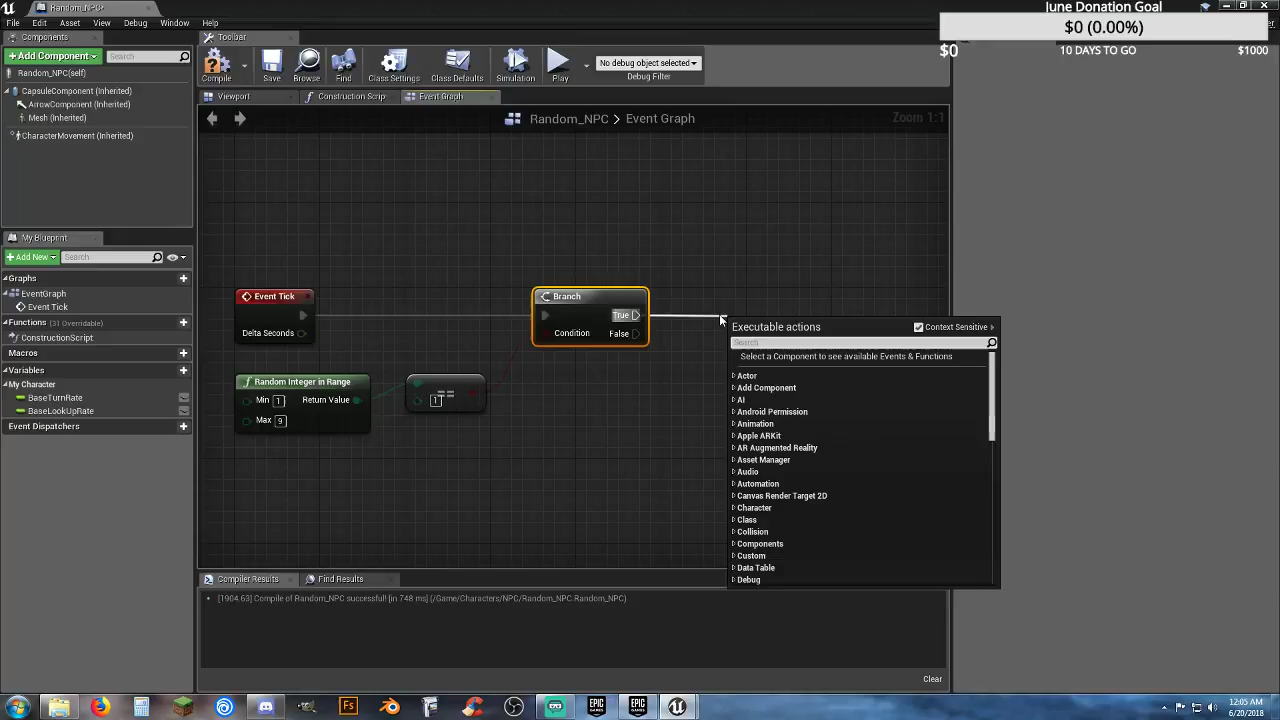 Random_NPC*
June Donation Goal
$0 (0.00%)
$0
10 DAYS TO GO
$1000
File
Edit
Asset
View
Debug
Window
Help
Components
Toolbar
Add Component
Search
Compile
Save
Browse
Find
Class Settings
Class Defaults
Simulation
Play
No debug object selected
Debug Filter
Random_NPC(self)
CapsuleComponent (Inherited)
ArrowComponent (Inherited)
Mesh (Inherited)
CharacterMovement (Inherited)
Viewport
Construction Scrip
Event Graph
Random_NPC > Event Graph
Zoom 1:1
My Blueprint
Add New
Search
Graphs
EventGraph
Event Tick
Functions (31 Overridable)
ConstructionScript
Macros
Variables
My Character
BaseTurnRate
BaseLookUpRate
Event Dispatchers
Event Tick
Delta Seconds
Branch
True
Condition
False
Random Integer in Range
Min 1
Return Value
Max 9
==
1
Executable actions
Context Sensitive
Search
Select a Component to see available Events & Functions
Actor
Add Component
AI
Android Permission
Animation
Apple ARKit
AR Augmented Reality
Asset Manager
Audio
Automation
Canvas Render Target 2D
Character
Class
Collision
Components
Custom
Data Table
Debug
Compiler Results
Find Results
[1904.63] Compile of Random_NPC successful! [in 748 ms] (/Game/Characters/NPC/Random_NPC.Random_NPC)
Clear
Fs
EPIC GAMES
EPIC GAMES
12:05 AM
6/20/2018